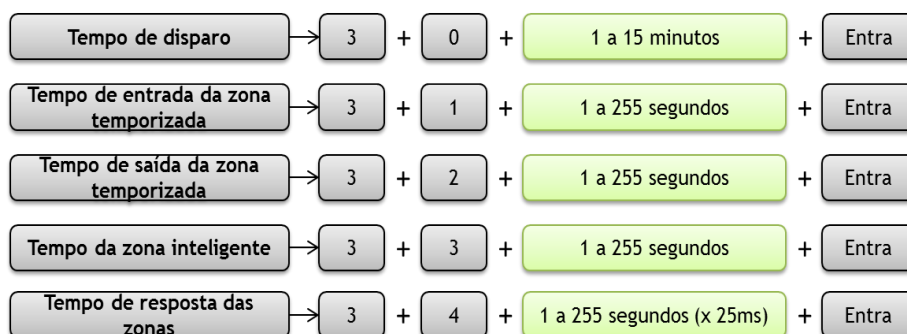 Tempo de disparo 3 + 0 + 1 a 15 minutos + Entra
Tempo de entrada da zona
temporizada 3 + 1 + 1 a 255 segundos + Entra
Tempo de saída da zona
temporizada 3 + 2 + 1 a 255 segundos + Entra
Tempo da zona inteligente 3 + 3 + 1 a 255 segundos + Entra
Tempo de resposta das
zonas 3 + 4 + 1 a 255 segundos (x 25ms) + Entra